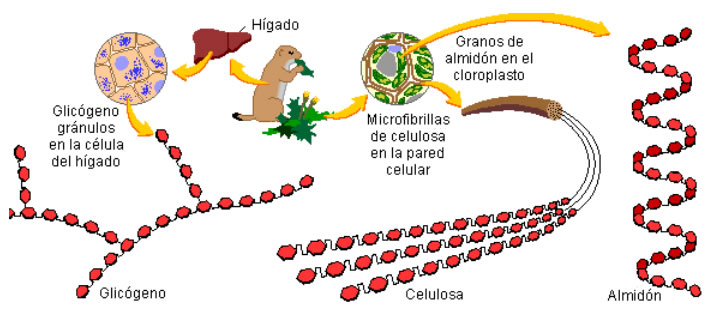 Hígado
Glicógeno
gránulos
en la célula
del hígado
Granos de
almidón en el
cloroplasto
Microfibrillas
de celulosa
en la pared
celular
Glicógeno
Celulosa
Almidón